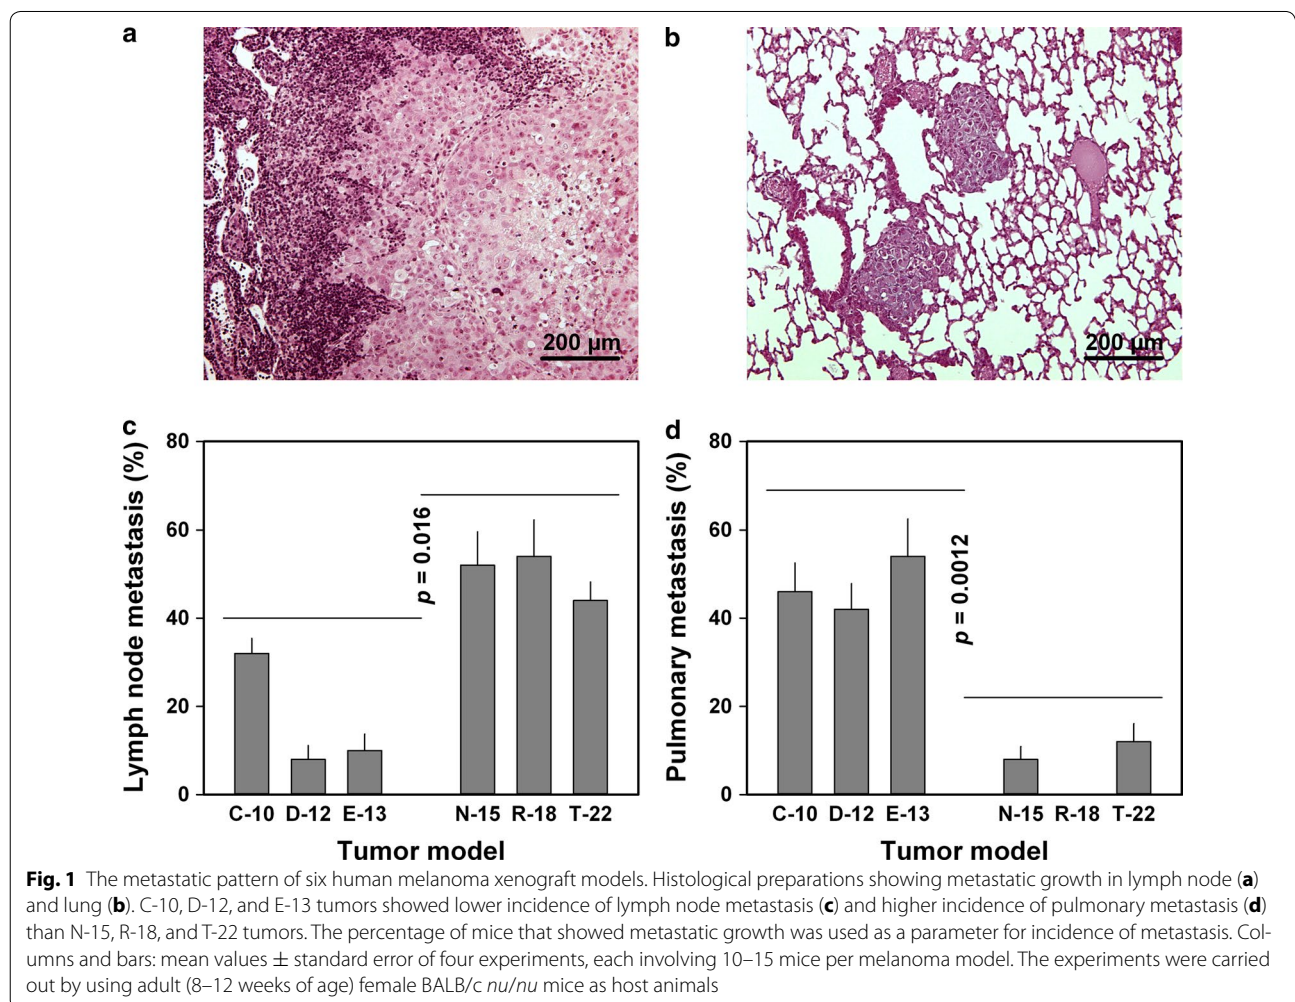 a
b
200 µm
200 µm
c
d
Lymph node metastasis (%)
80
60
40
20
0
p = 0.016
C-10 D-12 E-13 N-15 R-18 T-22
Tumor model
Pulmonary metastasis (%)
80
60
40
20
0
p = 0.0012
C-10 D-12 E-13 N-15 R-18 T-22
Tumor model
Fig. 1 The metastatic pattern of six human melanoma xenograft models. Histological preparations showing metastatic growth in lymph node (a)
and lung (b). C-10, D-12, and E-13 tumors showed lower incidence of lymph node metastasis (c) and higher incidence of pulmonary metastasis (d)
than N-15, R-18, and T-22 tumors. The percentage of mice that showed metastatic growth was used as a parameter for incidence of metastasis. Col-
umns and bars: mean values ± standard error of four experiments, each involving 10–15 mice per melanoma model. The experiments were carried
out by using adult (8–12 weeks of age) female BALB/c nu/nu mice as host animals